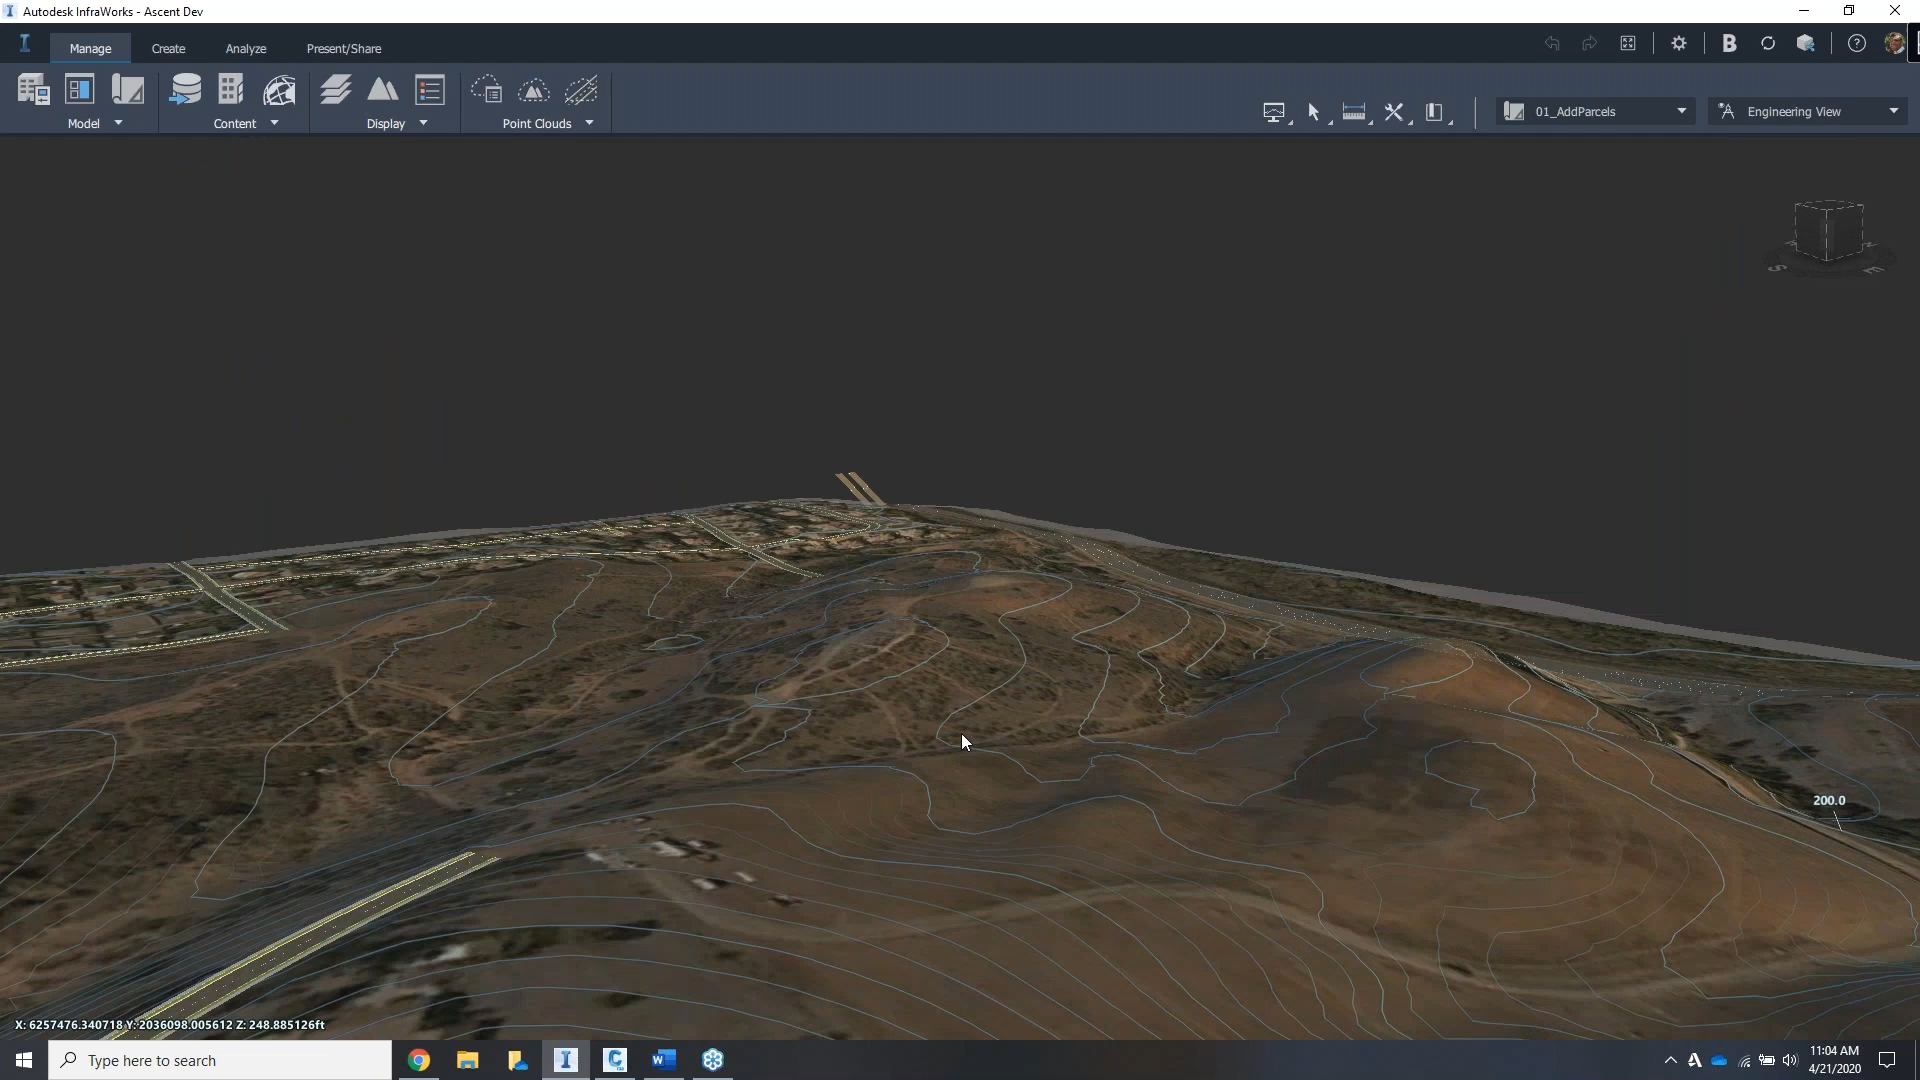 Autodesk InfraWorks - Ascent Dev
Manage Create Analyze Present/Share
Model Content Display Point Clouds
01_AddParcels Engineering View
S E
200.0
X: 6257476.340718 Y: 2036098.005612 Z: 248.885126ft
Type here to search
11:04 AM
4/21/2020